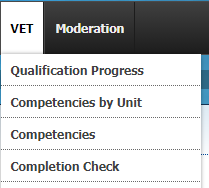 VET Moderation
Qualification Progress
Competencies by Unit
Competencies
Completion Check